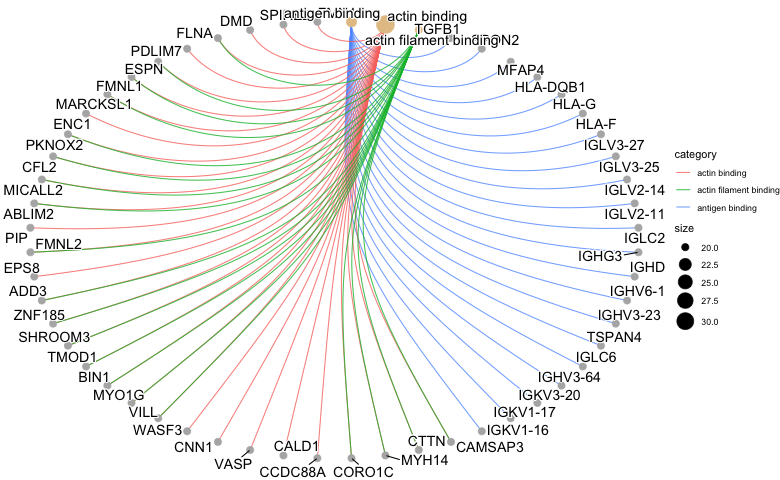 antigen binding
actin binding
actin filament binding
TGFB1
DMD
FLNA
PDLIM7
ESPN
FMNL1
MARCKSL1
ENC1
PKNOX2
CFL2
MICALL2
ABLIM2
PIP
FMNL2
EPS8
ADD3
ZNF185
SHROOM3
TMOD1
BIN1
MYO1G
VILL
WASF3
CNN1
VASP
CALD1
CCDC88A
CORO1C
MYH14
CTTN
CAMSAP3
IGKV1-16
IGKV1-17
IGKV3-20
IGHV3-64
IGLC6
TSPAN4
IGHV3-23
IGHV6-1
IGHD
IGHG3
IGLC2
IGLV2-11
IGLV2-14
IGLV3-25
IGLV3-27
HLA-F
HLA-G
HLA-DQB1
MFAP4
category
actin binding
actin filament binding
antigen binding
size
20.0
22.5
25.0
27.5
30.0